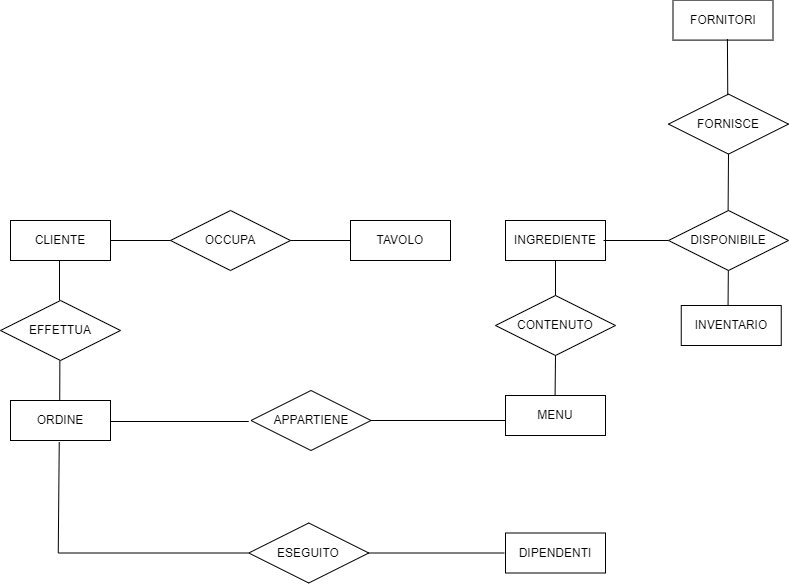 FORNITORI
FORNISCE
CLIENTE
OCCUPA
TAVOLO
INGREDIENTE
DISPONIBILE
EFFETTUA
CONTENUTO
INVENTARIO
ORDINE
APPARTIENE
MENU
ESEGUITO
DIPENDENTI